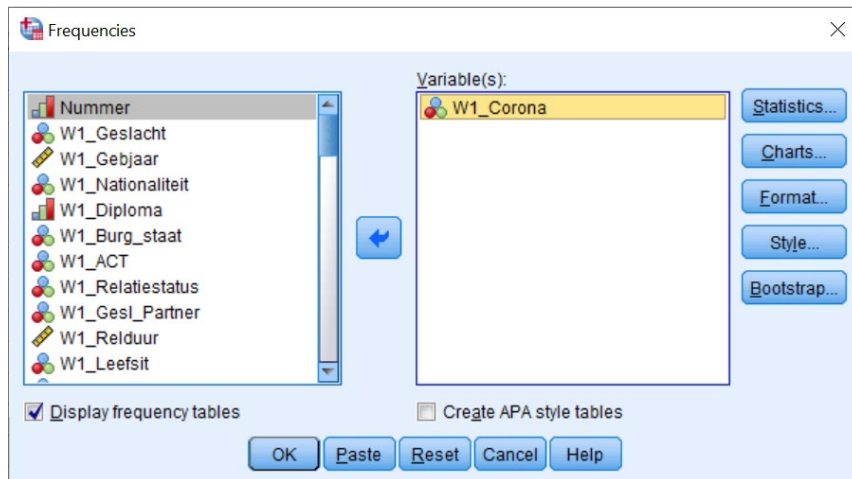 Frequencies
Variable(s):
Nummer
W1_Geslacht
W1_Gebjaar
W1_Nationaliteit
W1_Diploma
W1_Burg_staat
W1_ACT
W1_Relatiestatus
W1_Gesl_Partner
W1_Relduur
W1_Leefsit
W1_Corona
Statistics...
Charts...
Format...
Style...
Bootstrap...
Display frequency tables
Create APA style tables
OK Paste Reset Cancel Help